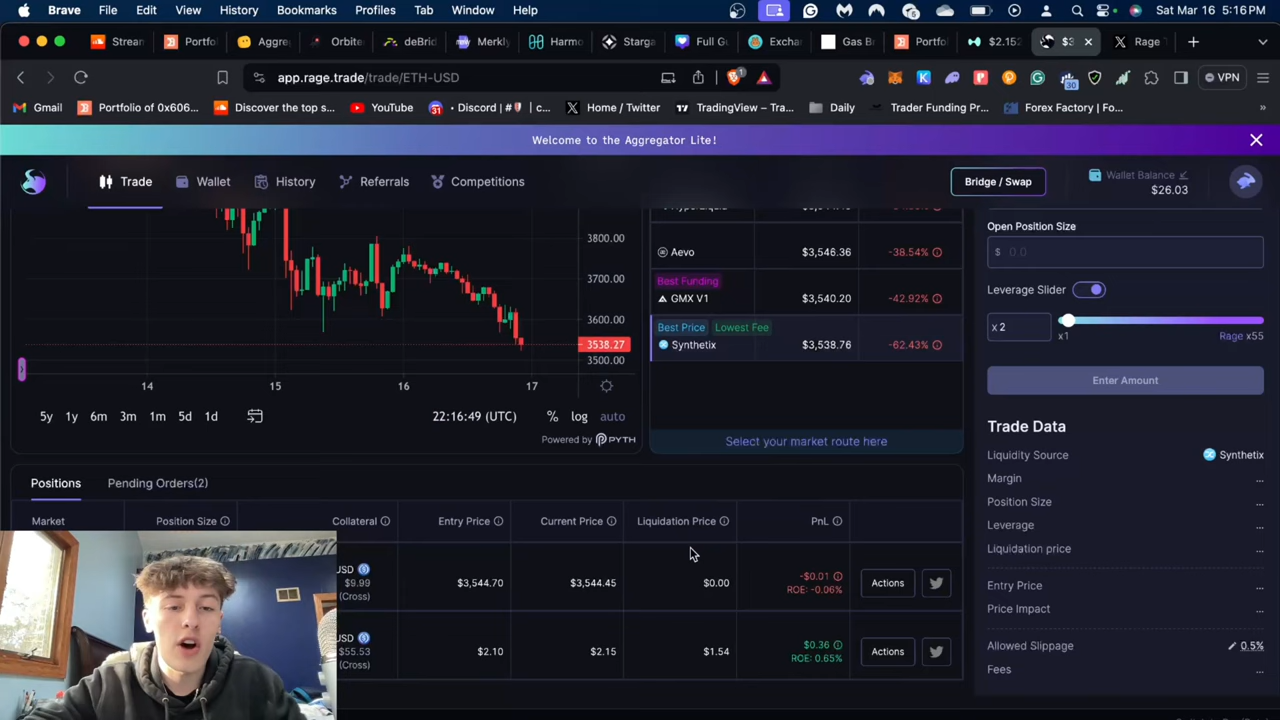 Brave File Edit View History Bookmarks Profiles Tab Window Help Sat Mar 16 5:16 PM
Stream Portfo Aggre Orbite deBrid Merkly Harmo Starga Full Gu Exchar Gas B Portfol $2.152 $3 Rage T
app.rage.trade/trade/ETH-USD VPN
Gmail Portfolio of 0x606... Discover the top s... YouTube • Discord | #... | c... Home / Twitter TradingView – Tra... Daily Trader Funding Pr... Forex Factory | Fo... »
Welcome to the Aggregator Lite!
Trade Wallet History Referrals Competitions Bridge / Swap Wallet Balance
$26.03
3800.00
3700.00
3600.00
3538.27
3500.00
14 15 16 17
5y 1y 6m 3m 1m 5d 1d 22:16:49 (UTC) % log auto
Powered by PYTH
Aevo $3,546.36 -38.54%
Best Funding
GMX V1 $3,540.20 -42.92%
Best Price Lowest Fee
Synthetix $3,538.76 -62.43%
Select your market route here
Open Position Size
$ 0.0
Leverage Slider
x 2
x1 Rage x55
Enter Amount
Trade Data
Liquidity Source Synthetix
Margin ...
Position Size ...
Leverage ...
Liquidation price ...
Entry Price ...
Price Impact ...
Allowed Slippage 0.5%
Fees ...
Positions Pending Orders(2)
Market Position Size Collateral Entry Price Current Price Liquidation Price PnL
USD
$9.99 $3,544.70 $3,544.45 $0.00 -$0.01 Actions
(Cross) ROE: -0.06%
USD
$55.53 $2.10 $2.15 $1.54 $0.36 Actions
(Cross) ROE: 0.65%